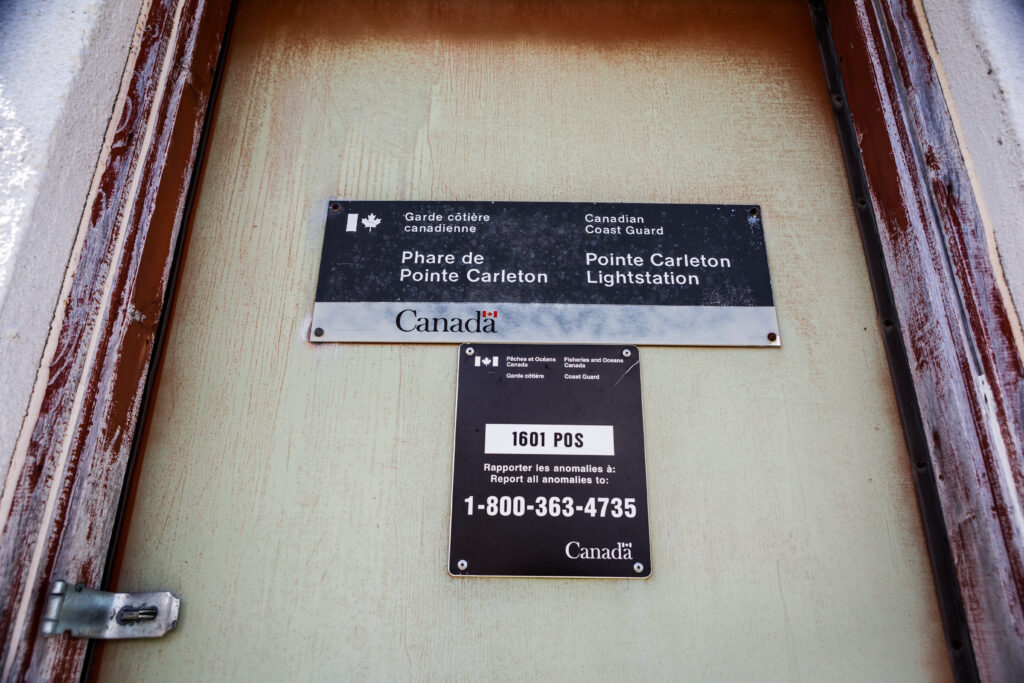 Garde côtière
canadienne
Canadian
Coast Guard
Phare de
Pointe Carleton
Pointe Carleton
Lightstation
Canada
Pêches et Océans
Canada
Fisheries and Oceans
Canada
Garde côtière
Coast Guard
1601 POS
Rapporter les anomalies à:
Report all anomalies to:
1-800-363-4735
Canada